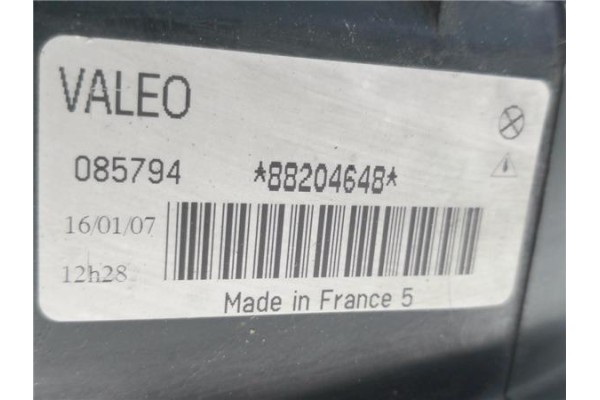 VALEO
085794 *88204648*
16/01/07
12h28
Made in France 5